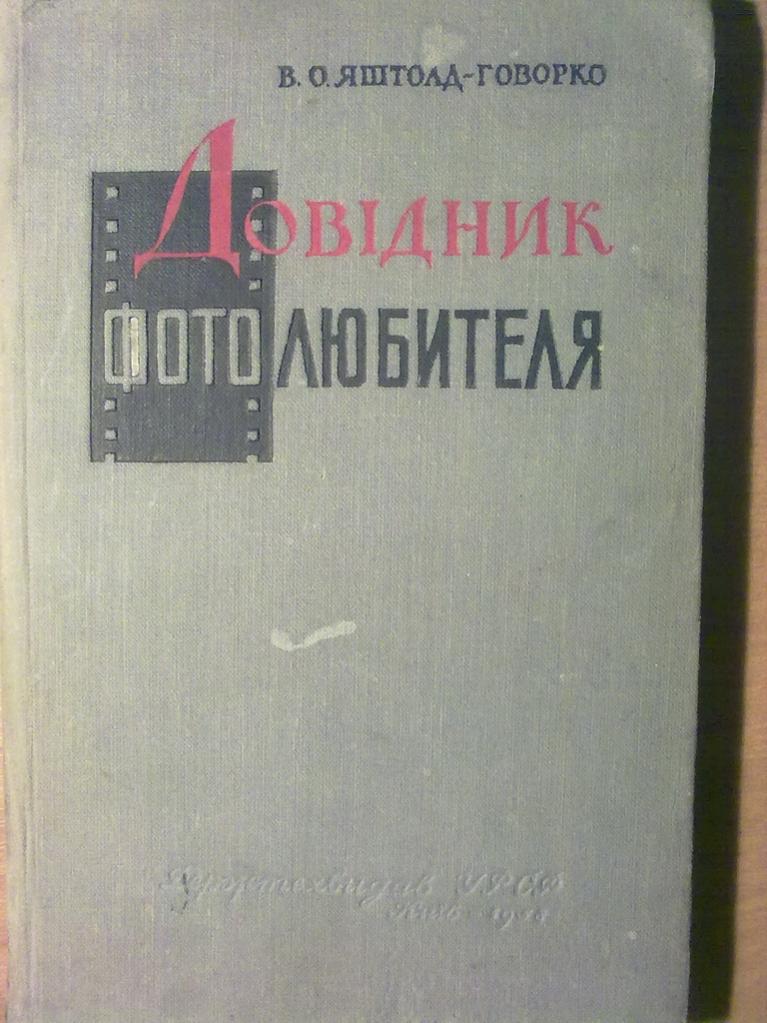 В. О. ЯШТОЛД-ГОВОРКО
ДОВІДНИК
ФОТОЛЮБИТЕЛЯ
Держтехвидав УРСР
Київ